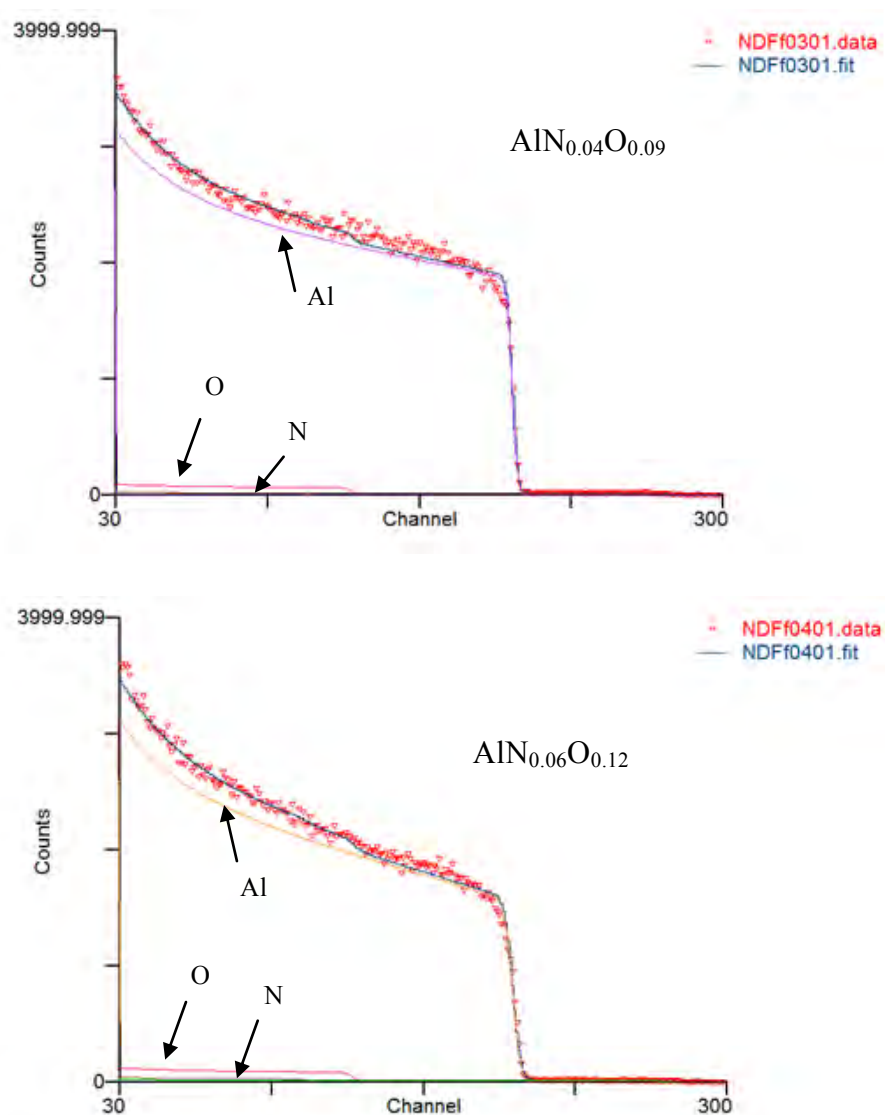 3999.999
NDFf0301.data
NDFf0301.fit
AlN₀.₀₄O₀.₀₉
Counts
Al
O
N
0
30
Channel
300
3999.999
NDFf0401.data
NDFf0401.fit
AlN₀.₀₆O₀.₁₂
Counts
Al
O
N
0
30
Channel
300